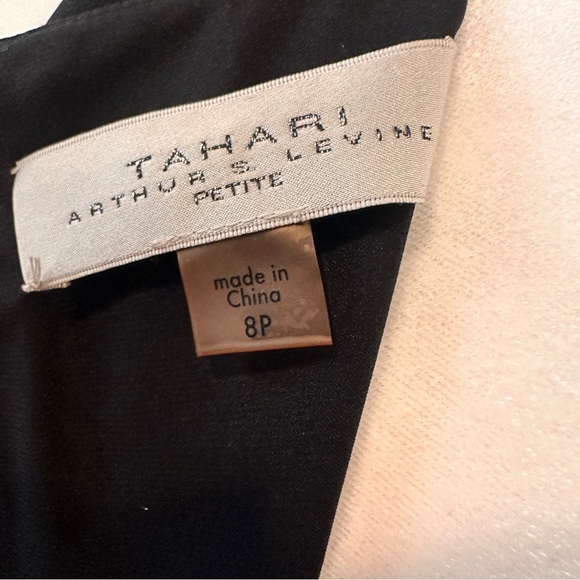 TAHARI
ARTHUR S. LEVINE
PETITE
made in
China
8P